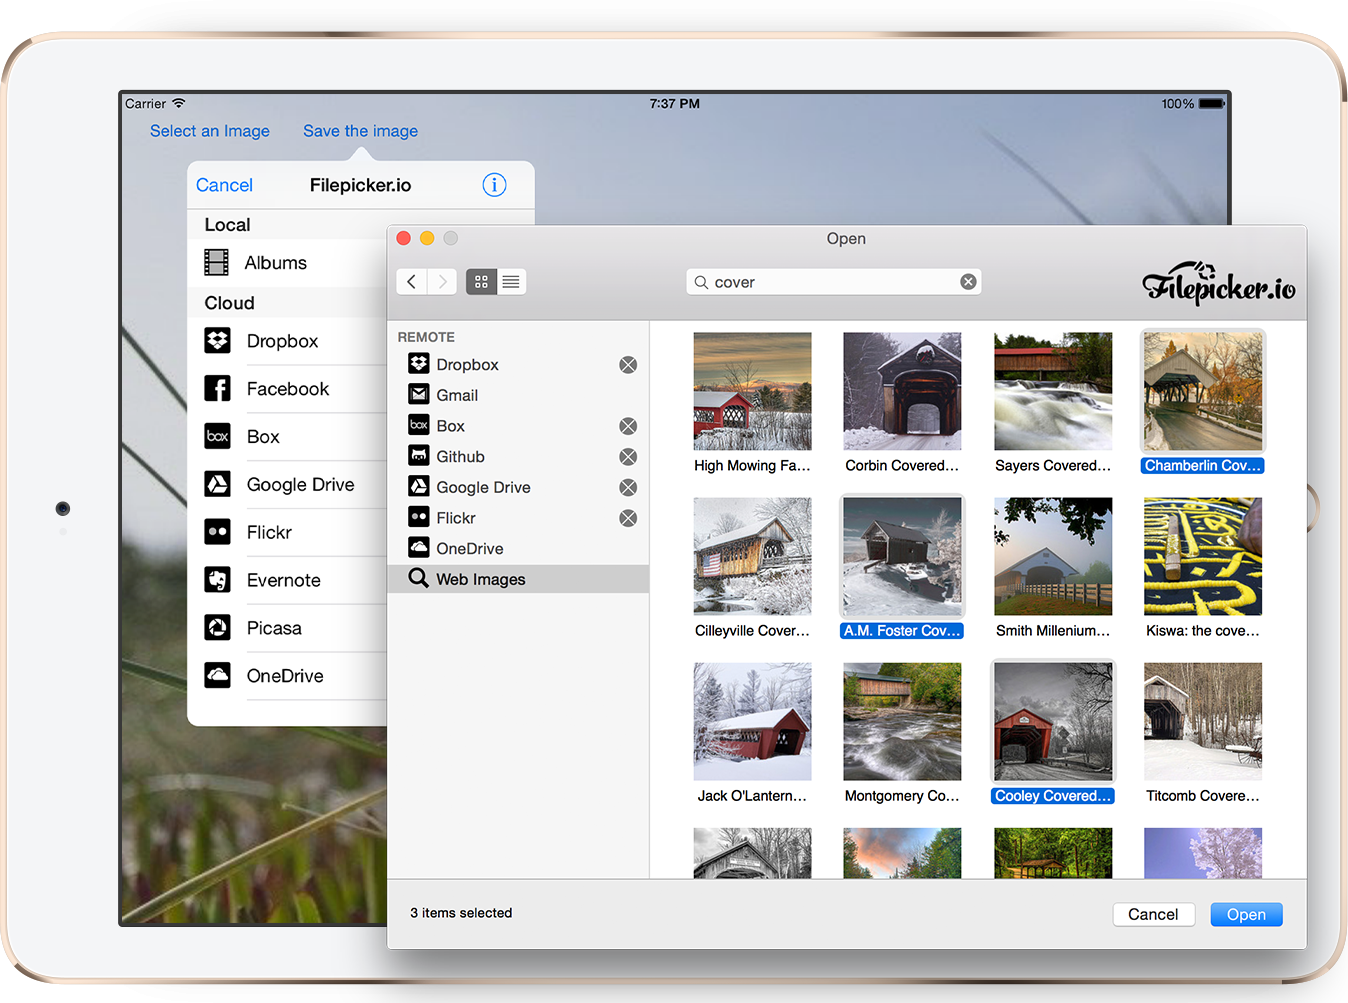 Carrier
7:37 PM
100%
Select an Image
Save the image
Cancel
Filepicker.io
Local
Albums
Cloud
Dropbox
Facebook
box
Box
Google Drive
Flickr
Evernote
Picasa
OneDrive
Open
cover
Filepicker.io
REMOTE
Dropbox
Gmail
box
Box
Github
Google Drive
Flickr
OneDrive
Web Images
High Mowing Fa...
Corbin Covered...
Sayers Covered...
Chamberlin Cov...
Cilleyville Cover...
A.M. Foster Cov...
Smith Millenium...
Kiswa: the cove...
Jack O'Lantern...
Montgomery Co...
Cooley Covered...
Titcomb Covere...
3 items selected
Cancel
Open